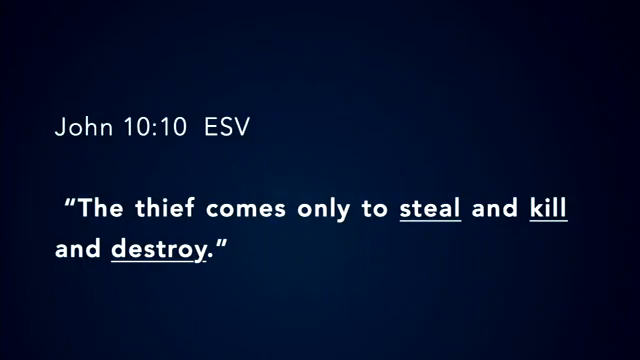 John 10:10 ESV
“The thief comes only to steal and kill
and destroy.”